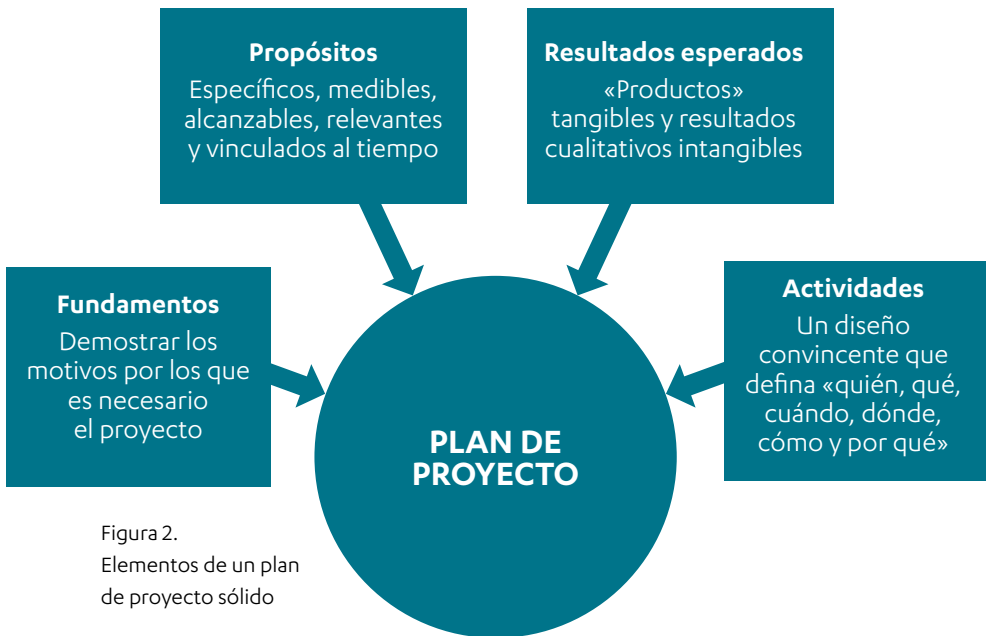 Propósitos
Específicos, medibles,
alcanzables, relevantes
y vinculados al tiempo
Resultados esperados
«Productos»
tangibles y resultados
cualitativos intangibles
Fundamentos
Demostrar los
motivos por los que
es necesario
el proyecto
Actividades
Un diseño
convincente que
defina «quién, qué,
cuándo, dónde,
cómo y por qué»
PLAN DE
PROYECTO
Figura 2.
Elementos de un plan
de proyecto sólido